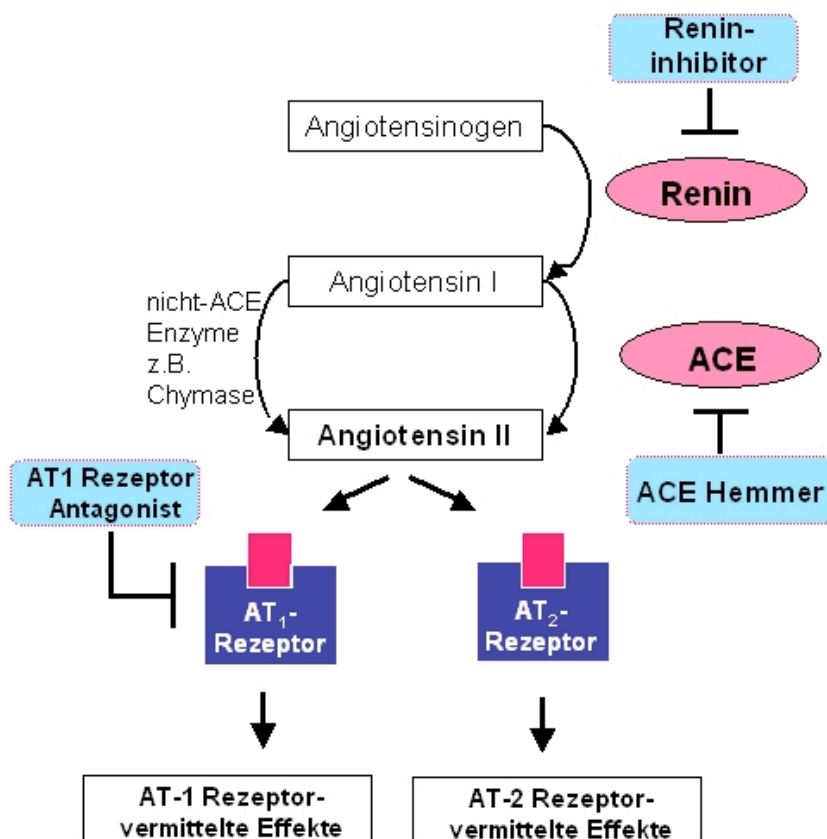 Renin-
inhibitor
Angiotensinogen
Renin
Angiotensin I
nicht-ACE
Enzyme
z.B.
Chymase
ACE
Angiotensin II
AT1 Rezeptor
Antagonist
ACE Hemmer
AT₁-
Rezeptor
AT₂-
Rezeptor
AT-1 Rezeptor-
vermittelte Effekte
AT-2 Rezeptor-
vermittelte Effekte